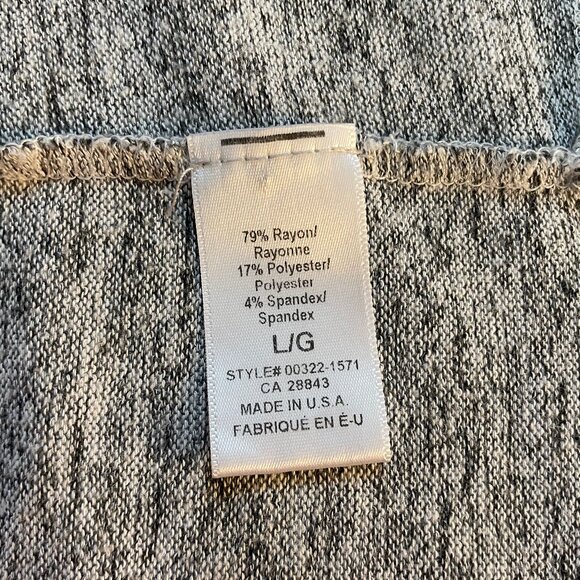 79% Rayon/
Rayonne
17% Polyester/
Polyester
4% Spandex/
Spandex
L/G
STYLE# 00322-1571
CA 28843
MADE IN U.S.A.
FABRIQUÉ EN É-U